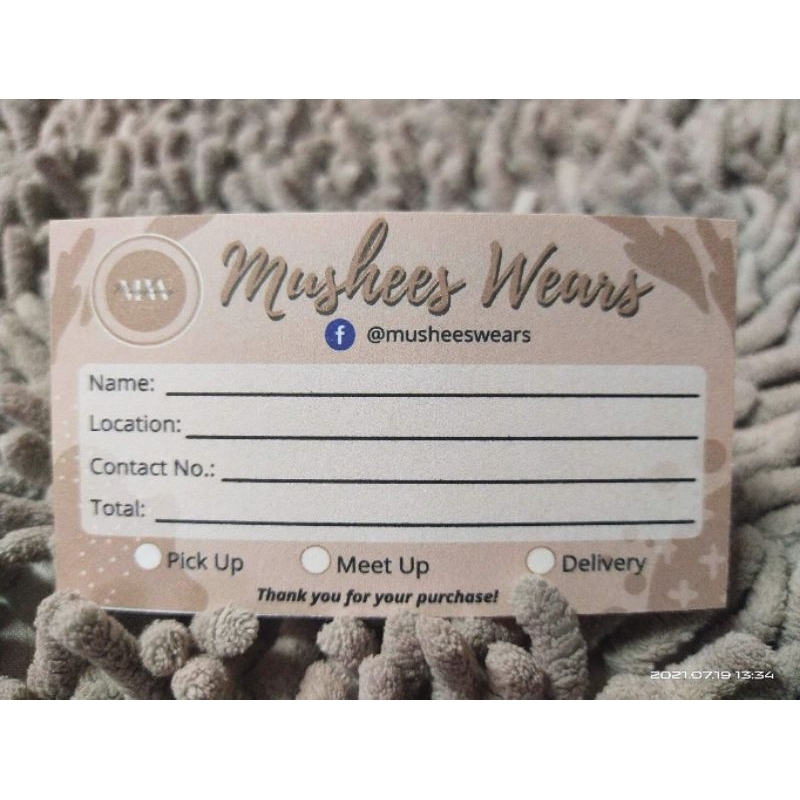 MW
Mushees Wears
@musheeswears
Name:
Location:
Contact No.:
Total:
Pick Up
Meet Up
Delivery
Thank you for your purchase!
2021.07.19 13:34